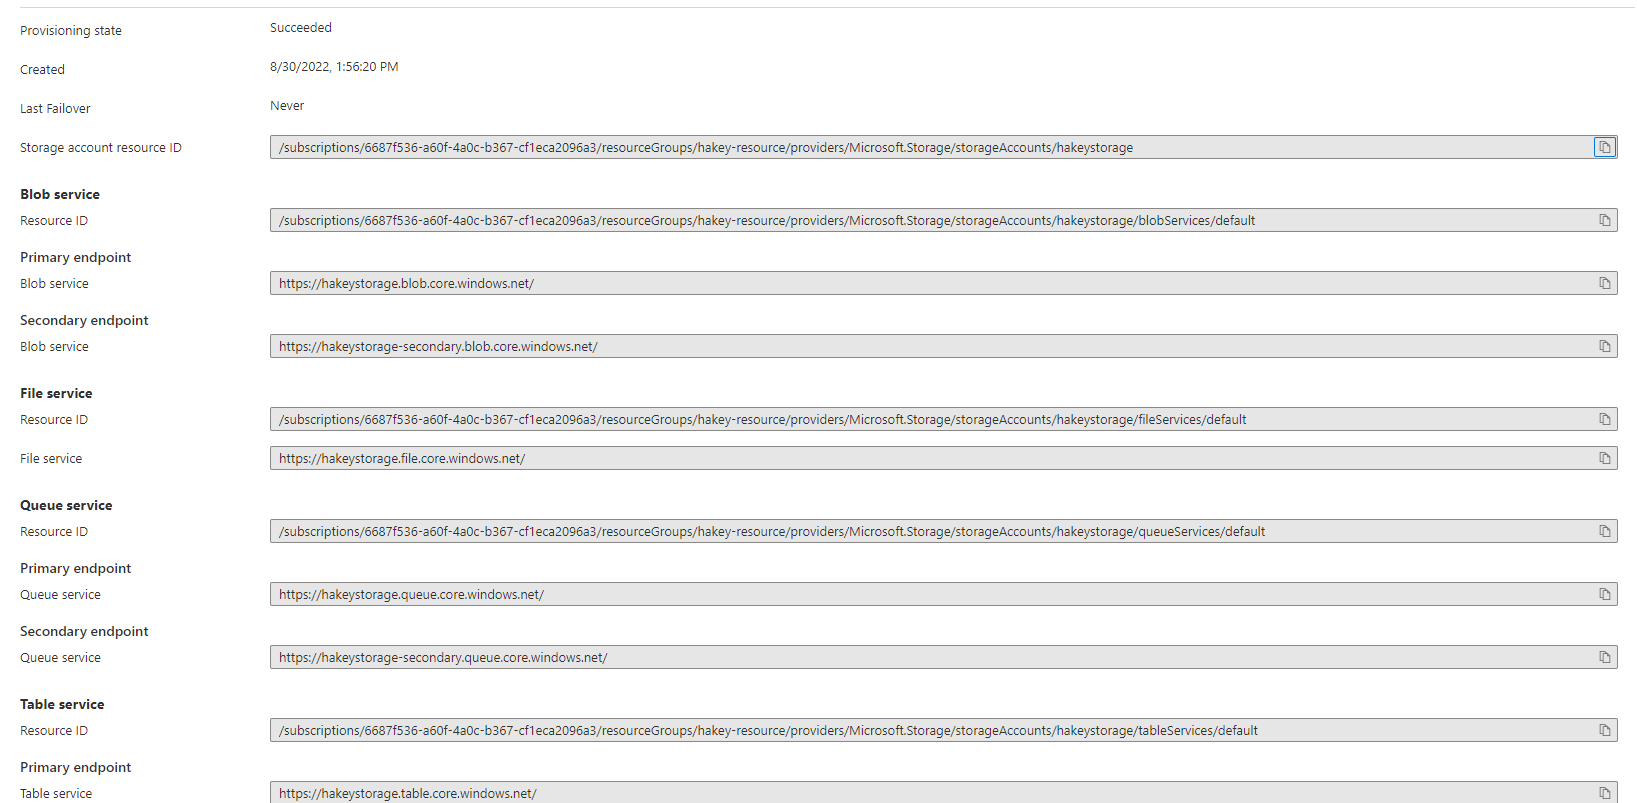 Provisioning state Succeeded
Created 8/30/2022, 1:56:20 PM
Last Failover Never
Storage account resource ID /subscriptions/6687f536-a60f-4a0c-b367-cf1eca2096a3/resourceGroups/hakey-resource/providers/Microsoft.Storage/storageAccounts/hakeystorage
Blob service
Resource ID /subscriptions/6687f536-a60f-4a0c-b367-cf1eca2096a3/resourceGroups/hakey-resource/providers/Microsoft.Storage/storageAccounts/hakeystorage/blobServices/default
Primary endpoint
Blob service https://hakeystorage.blob.core.windows.net/
Secondary endpoint
Blob service https://hakeystorage-secondary.blob.core.windows.net/
File service
Resource ID /subscriptions/6687f536-a60f-4a0c-b367-cf1eca2096a3/resourceGroups/hakey-resource/providers/Microsoft.Storage/storageAccounts/hakeystorage/fileServices/default
File service https://hakeystorage.file.core.windows.net/
Queue service
Resource ID /subscriptions/6687f536-a60f-4a0c-b367-cf1eca2096a3/resourceGroups/hakey-resource/providers/Microsoft.Storage/storageAccounts/hakeystorage/queueServices/default
Primary endpoint
Queue service https://hakeystorage.queue.core.windows.net/
Secondary endpoint
Queue service https://hakeystorage-secondary.queue.core.windows.net/
Table service
Resource ID /subscriptions/6687f536-a60f-4a0c-b367-cf1eca2096a3/resourceGroups/hakey-resource/providers/Microsoft.Storage/storageAccounts/hakeystorage/tableServices/default
Primary endpoint
Table service https://hakeystorage.table.core.windows.net/